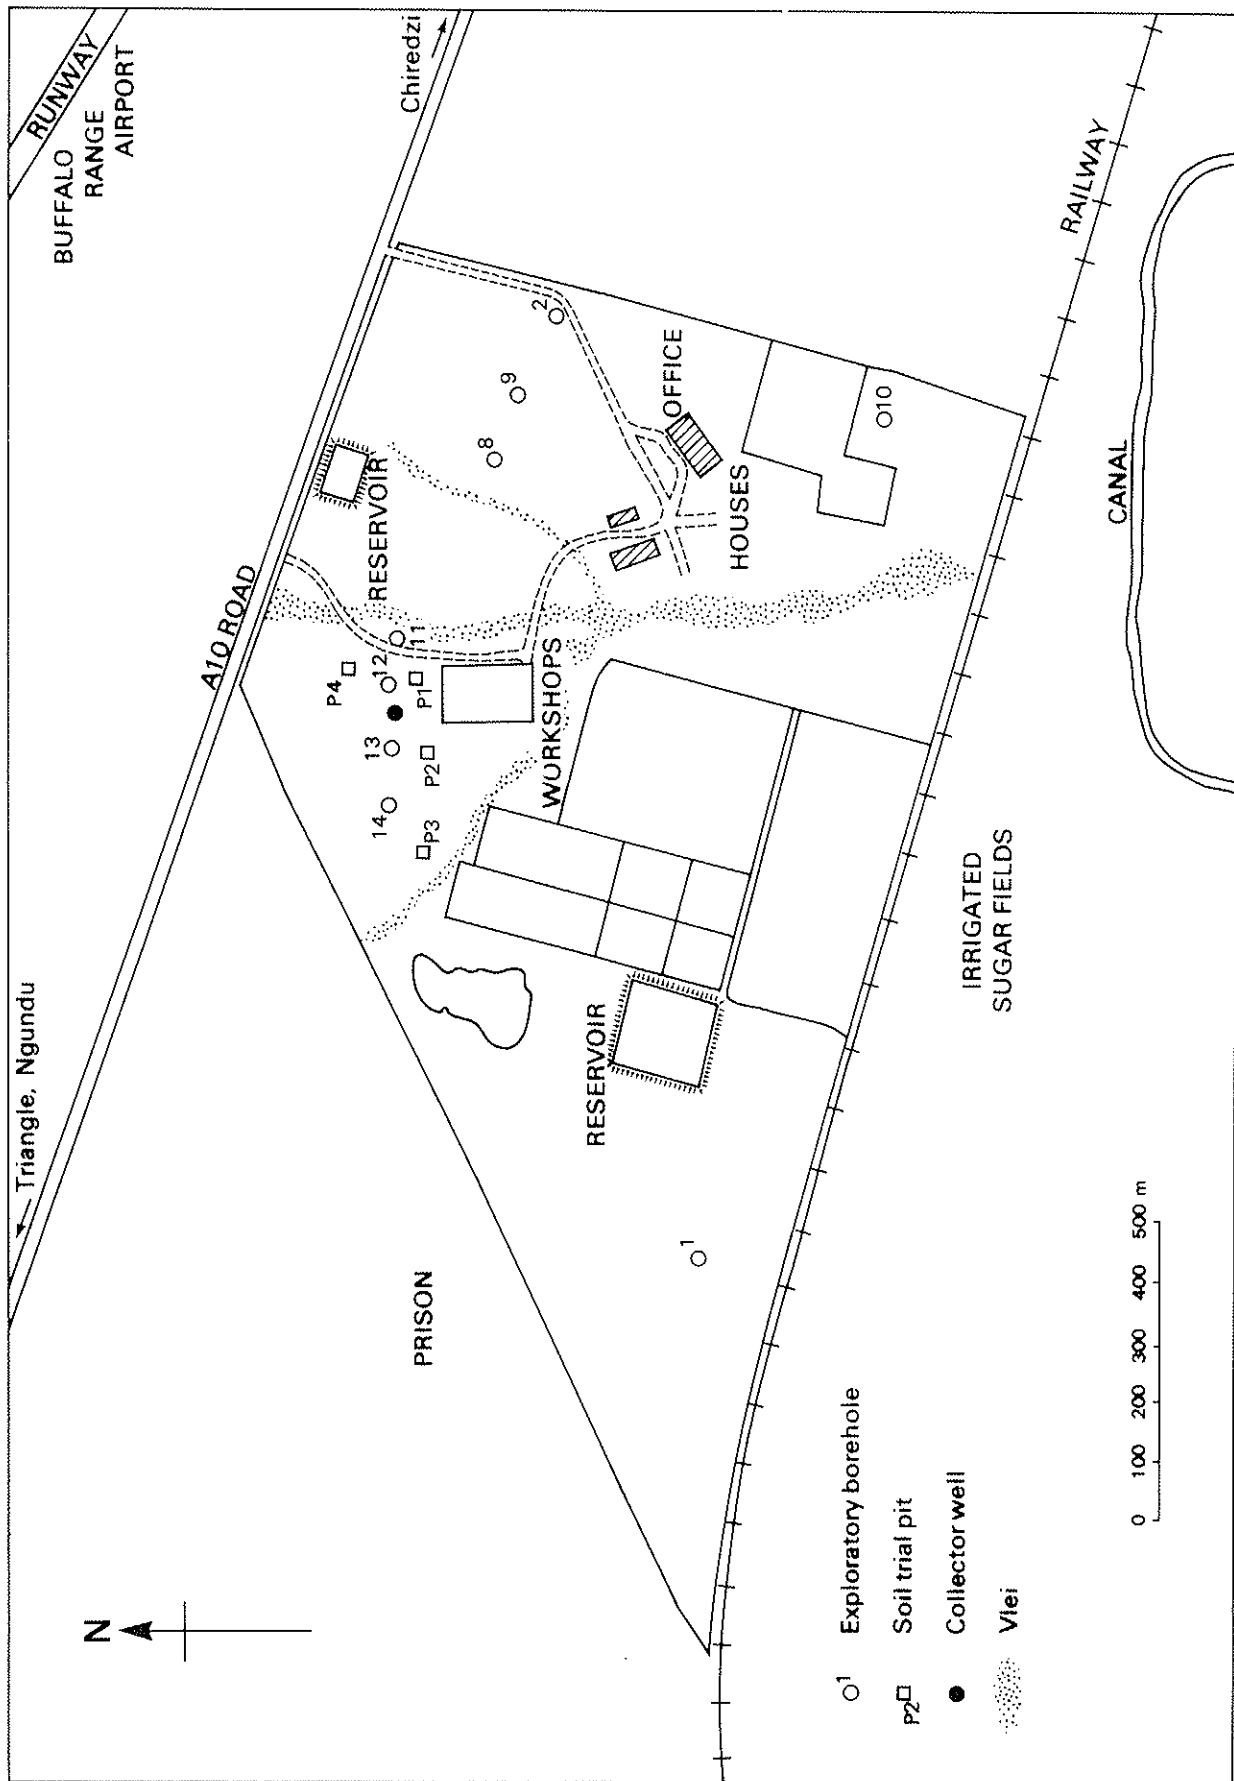 N
Triangle, Ngundu
A10 ROAD
RUNWAY
BUFFALO
RANGE
AIRPORT
Chiredzi
RESERVOIR
P4
12
11
P1
13
P2
14
P3
8
9
2
WORKSHOPS
OFFICE
HOUSES
10
PRISON
RESERVOIR
1
RAILWAY
CANAL
IRRIGATED
SUGAR FIELDS
1 Exploratory borehole
P2 Soil trial pit
Collector well
Vlei
0 100 200 300 400 500 m